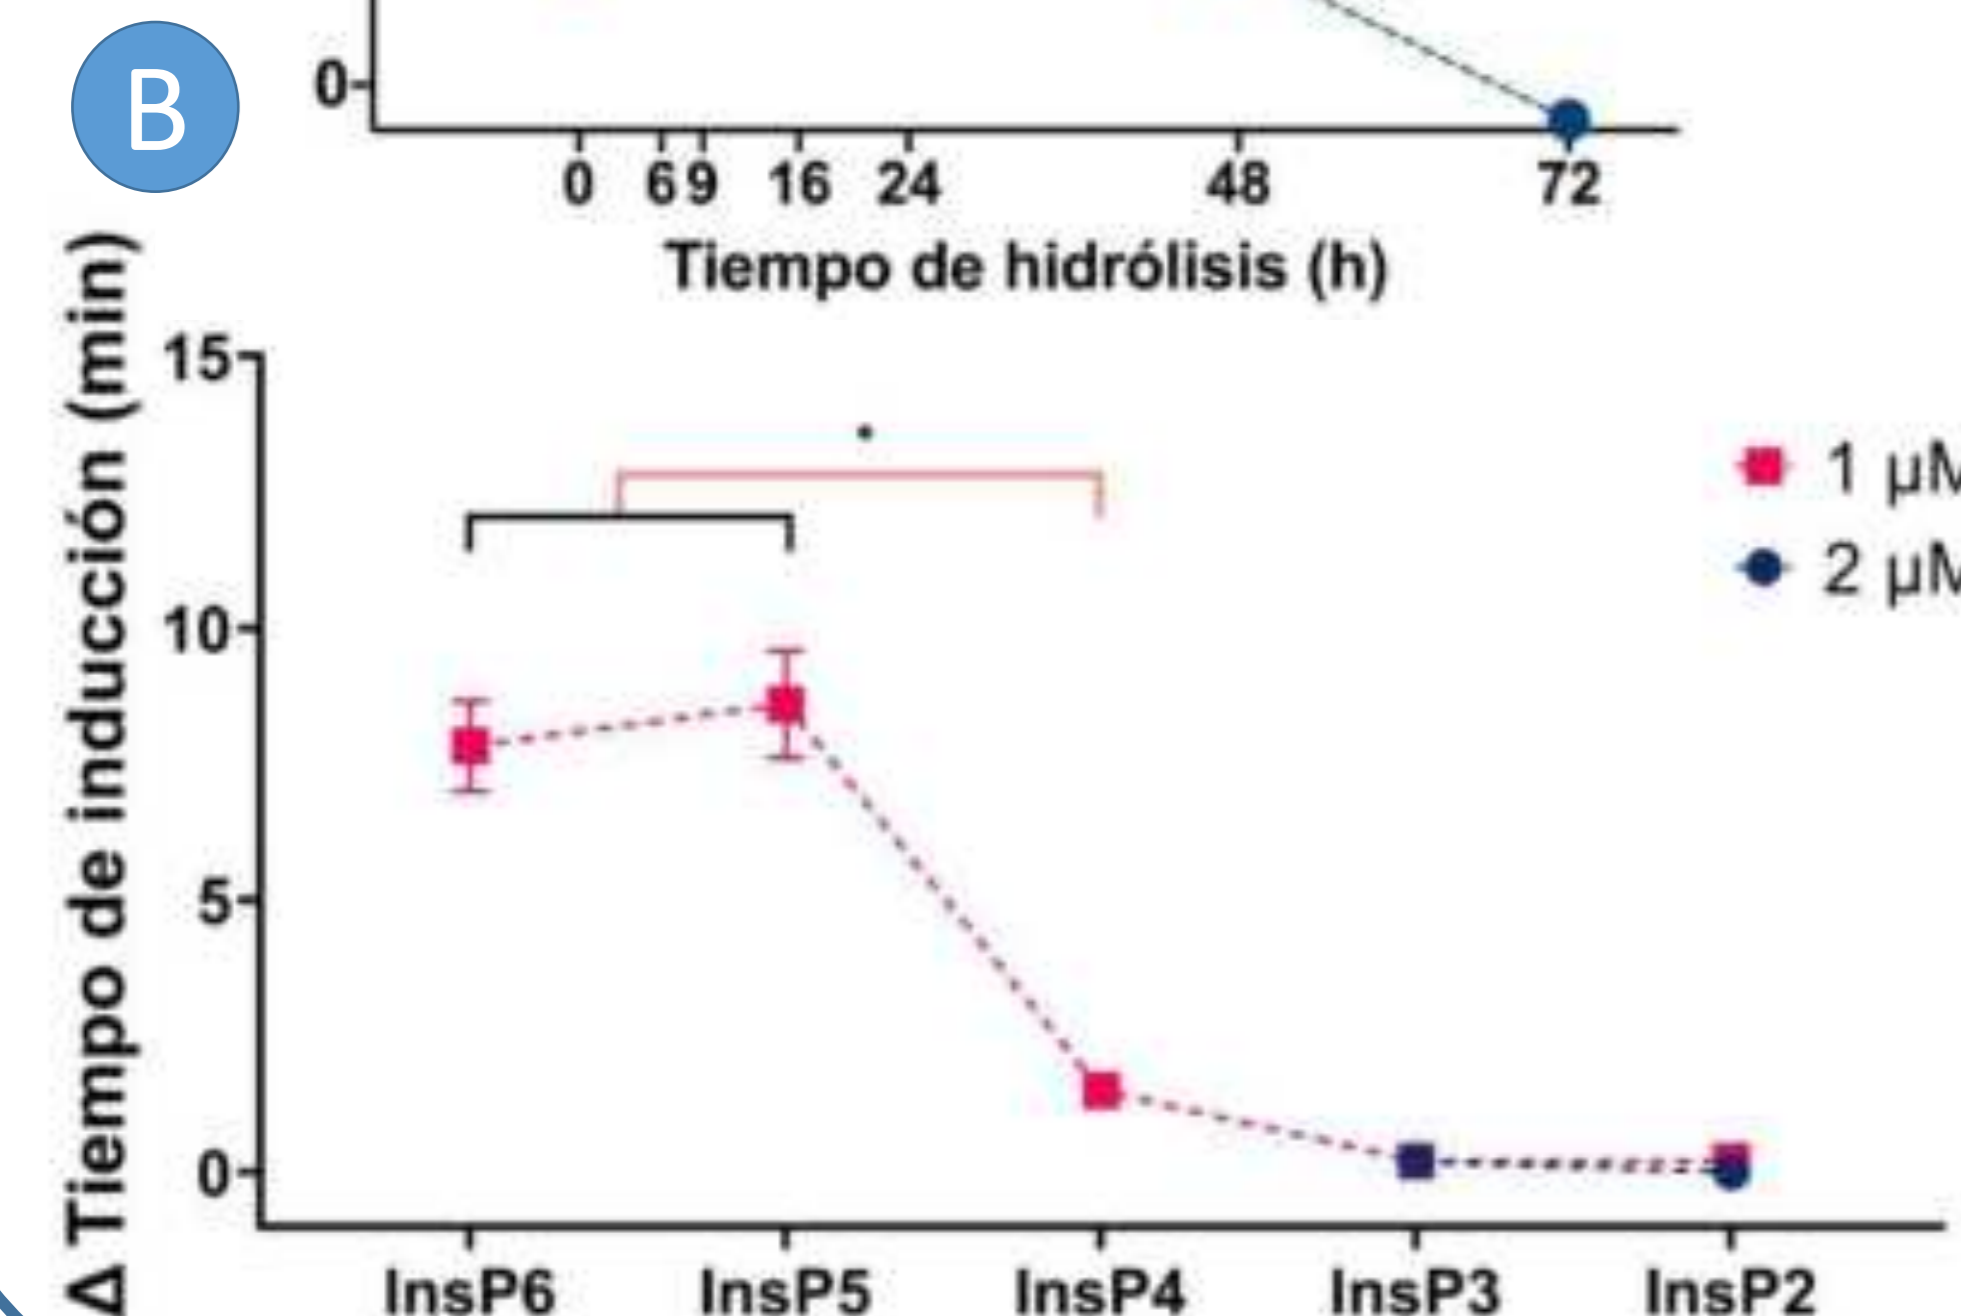 B
0
0 6 9 16 24 48 72
Tiempo de hidrólisis (h)
Δ Tiempo de inducción (min)
15
10
5
0
1 µM
2 µM
InsP6 InsP5 InsP4 InsP3 InsP2